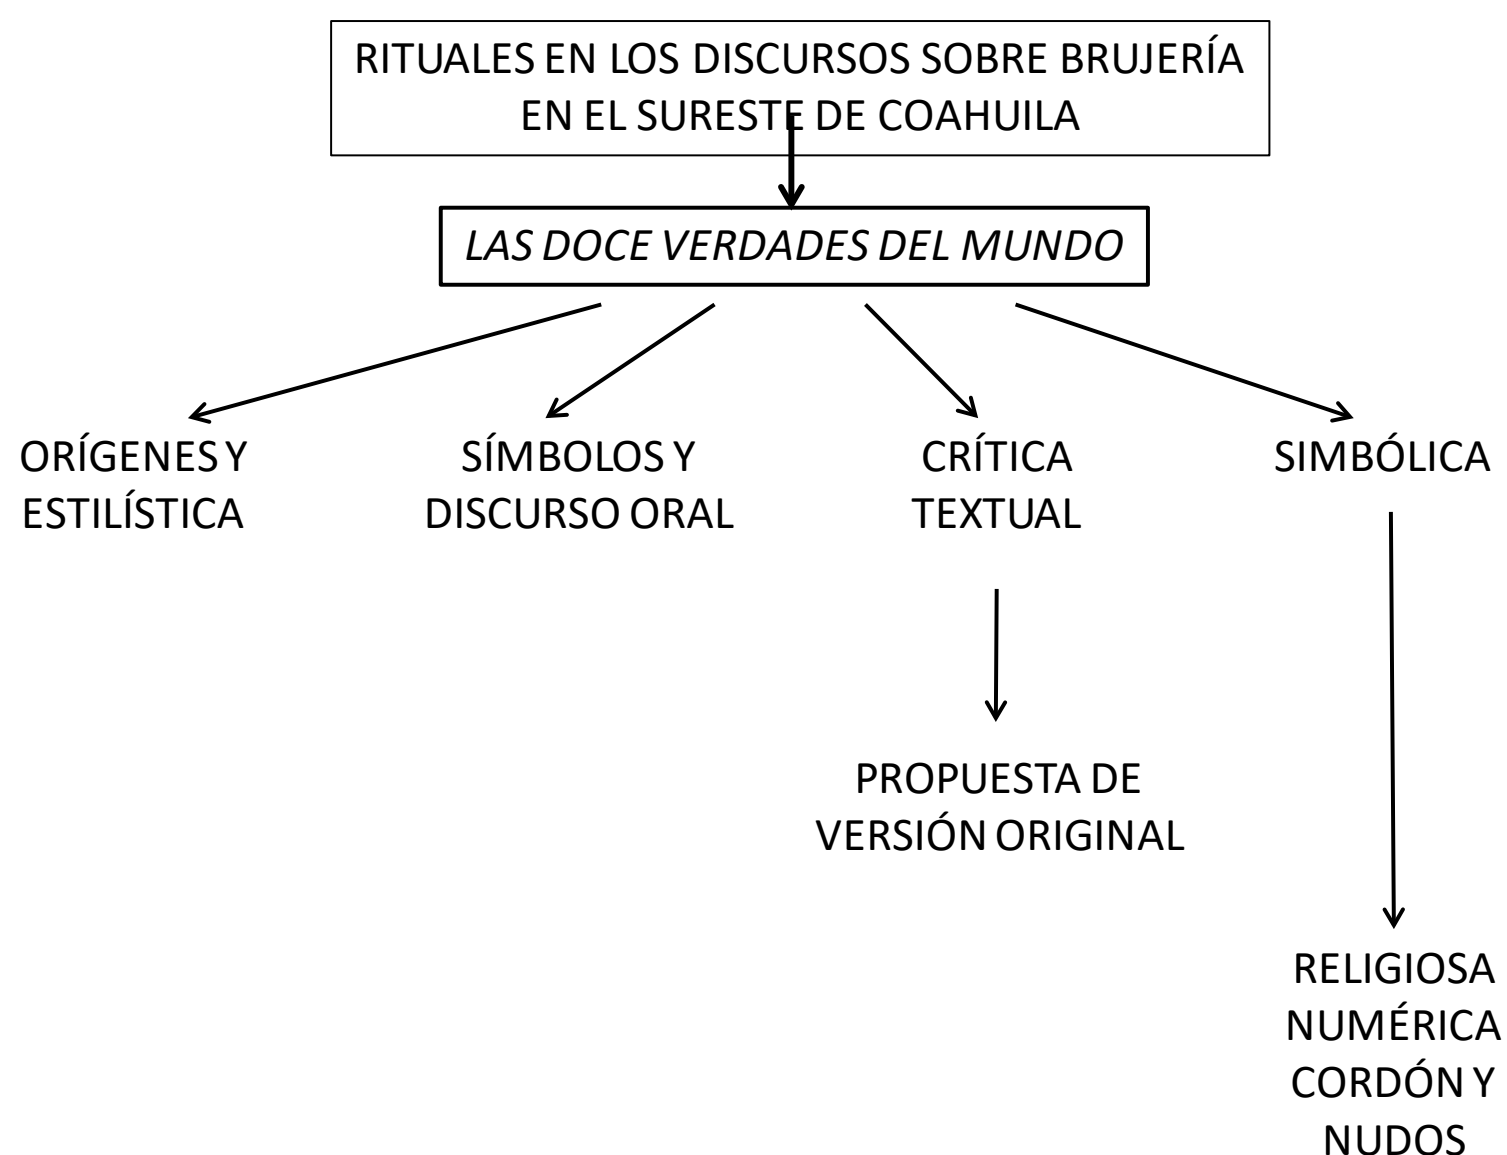 RITUALES EN LOS DISCURSOS SOBRE BRUJERÍA
EN EL SURESTE DE COAHUILA
LAS DOCE VERDADES DEL MUNDO
ORÍGENES Y
ESTILÍSTICA
SÍMBOLOS Y
DISCURSO ORAL
CRÍTICA
TEXTUAL
SIMBÓLICA
PROPUESTA DE
VERSIÓN ORIGINAL
RELIGIOSA
NUMÉRICA
CORDÓN Y
NUDOS